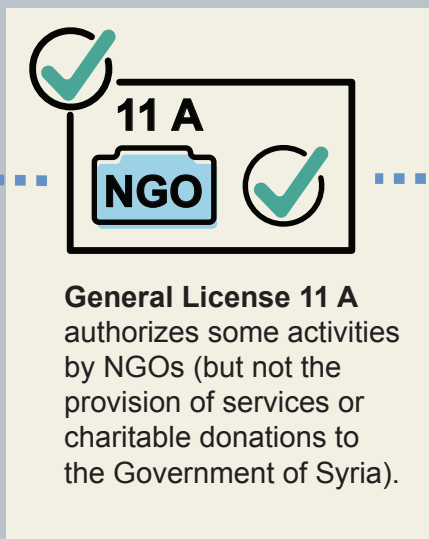 11 A
NGO
General License 11 A
authorizes some activities
by NGOs (but not the
provision of services or
charitable donations to
the Government of Syria).